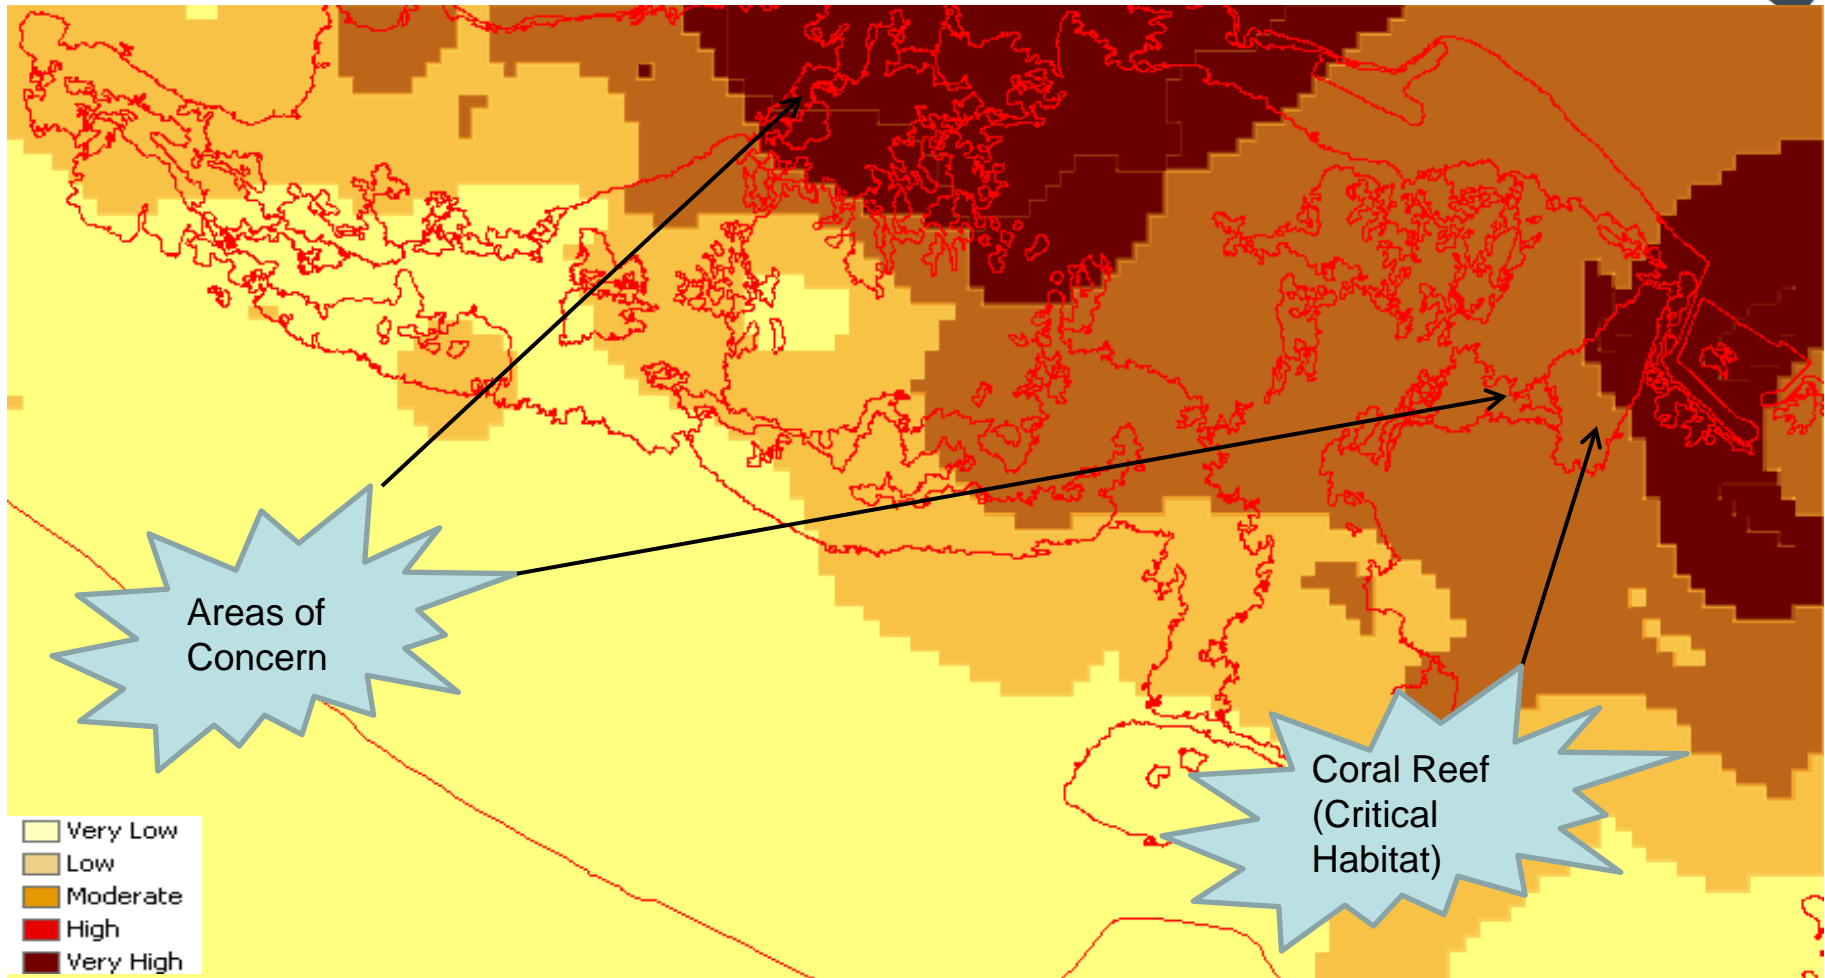 Areas of
Concern
Coral Reef
(Critical
Habitat)
Very Low
Low
Moderate
High
Very High